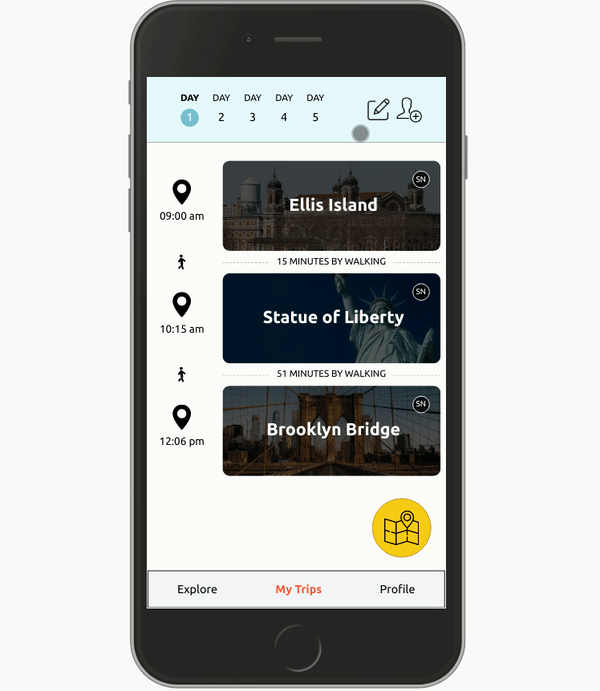 DAY DAY DAY DAY DAY
1 2 3 4 5
SN
Ellis Island
09:00 am
15 MINUTES BY WALKING
SN
Statue of Liberty
10:15 am
51 MINUTES BY WALKING
SN
Brooklyn Bridge
12:06 pm
Explore My Trips Profile